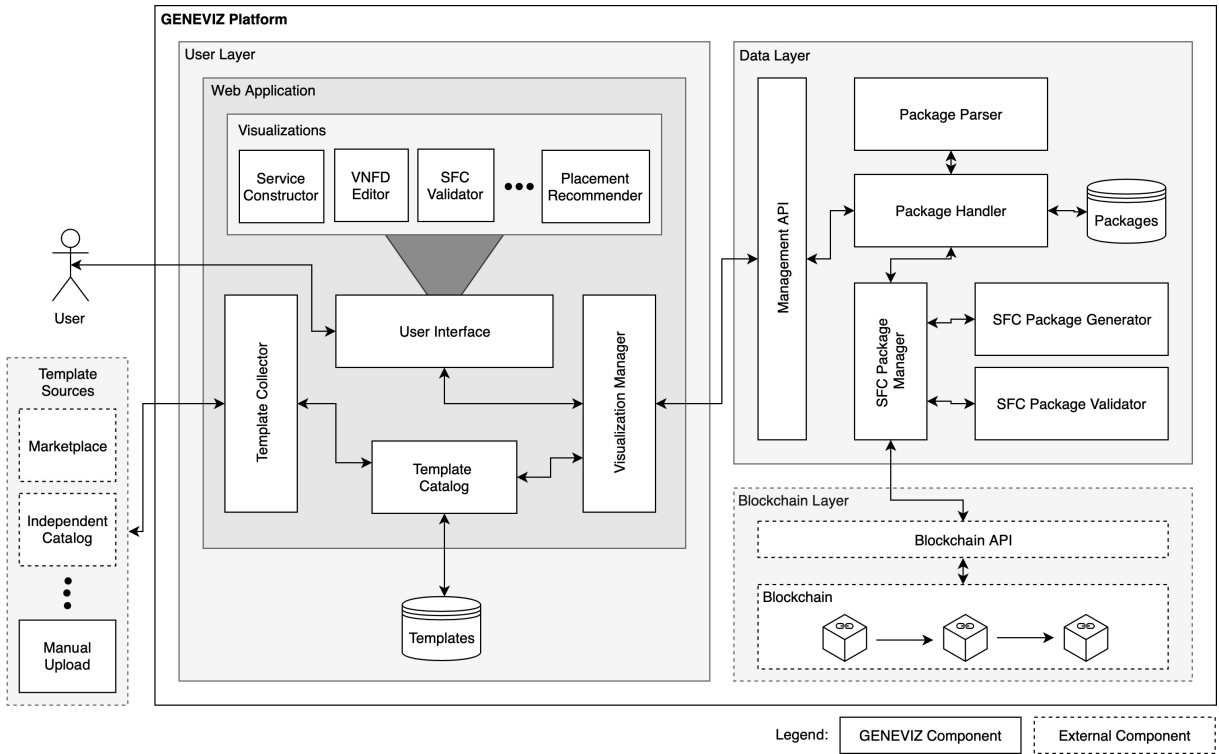 GENEVIZ Platform
User Layer
Web Application
Visualizations
Service
Constructor
VNFD
Editor
SFC
Validator
Placement
Recommender
User
User Interface
Template Collector
Visualization Manager
Template
Catalog
Templates
Template
Sources
Marketplace
Independent
Catalog
Manual
Upload
Data Layer
Management API
Package Parser
Package Handler
Packages
SFC Package
Manager
SFC Package Generator
SFC Package Validator
Blockchain Layer
Blockchain API
Blockchain
Legend:
GENEVIZ Component
External Component